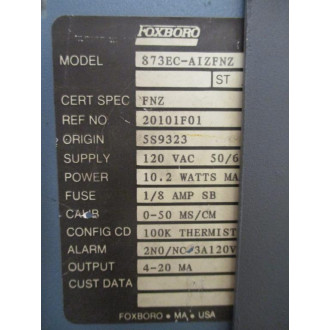 FOXBORO
MODEL 873EC-AIZFNZ
ST
CERT SPEC FNZ
REF NO 20101F01
ORIGIN 5S9323
SUPPLY 120 VAC 50/6
POWER 10.2 WATTS MA
FUSE 1/8 AMP SB
CALIB 0-50 MS/CM
CONFIG CD 100K THERMIST
ALARM 2NO/NC-3A120V
OUTPUT 4-20 MA
CUST DATA
FOXBORO • MA • USA